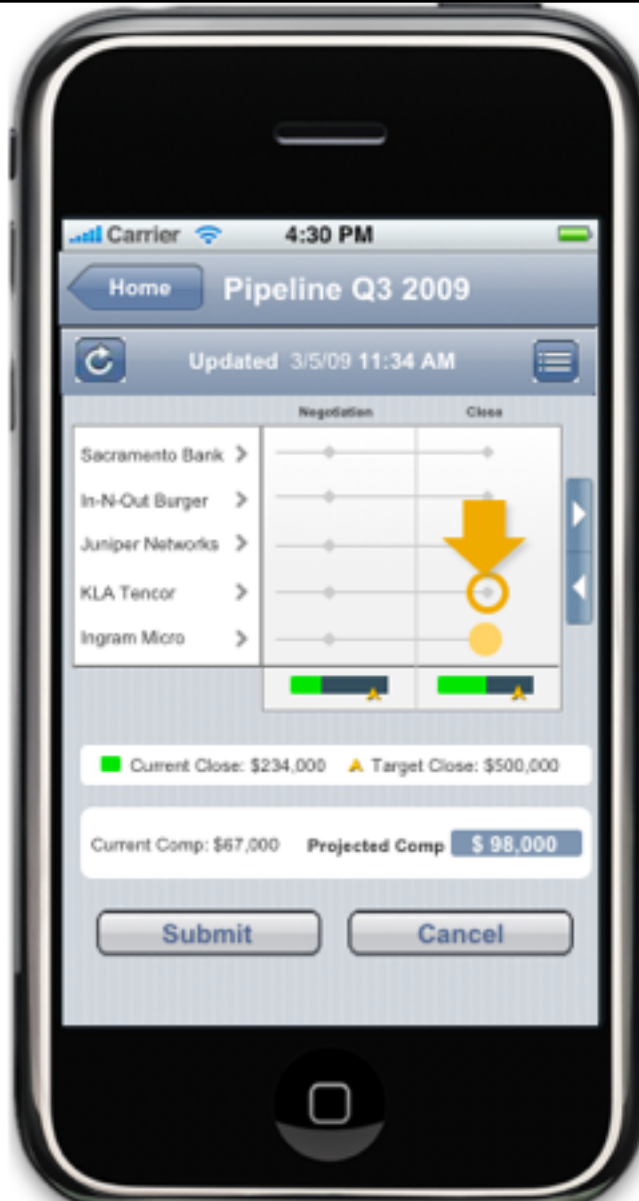 Carrier 4:30 PM
Home Pipeline Q3 2009
Updated 3/5/09 11:34 AM
Negotiation Close
Sacramento Bank
In-N-Out Burger
Juniper Networks
KLA Tencor
Ingram Micro
Current Close: $234,000 Target Close: $500,000
Current Comp: $67,000 Projected Comp $ 98,000
Submit Cancel